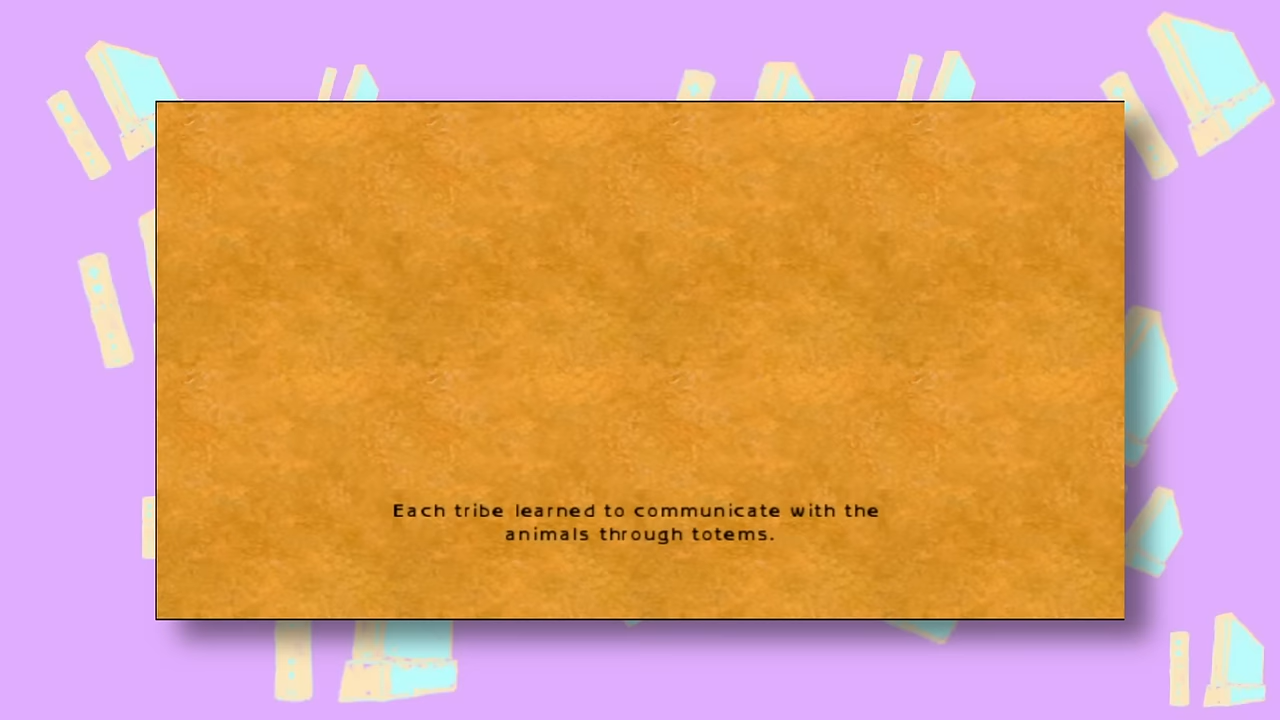 Each tribe learned to communicate with the
animals through totems.